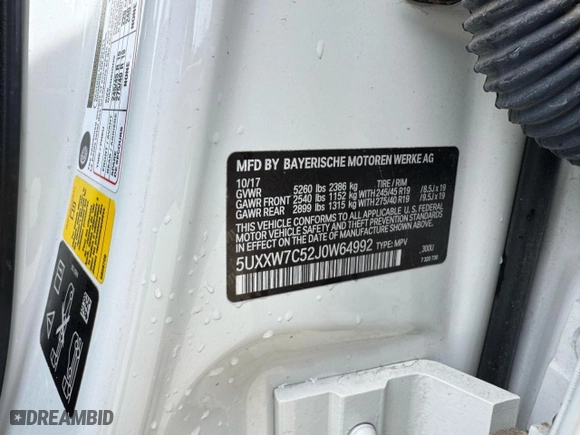 MFD BY BAYERISCHE MOTOREN WERKE AG
10/17 TIRE / RIM
GVWR 5260 lbs 2386 kg
GAWR FRONT 2540 lbs 1152 kg WITH 245/45 R19 /8.5J x 19
GAWR REAR 2899 lbs 1315 kg WITH 275/40 R19 /9.5J x 19
THIS VEHICLE CONFORMS TO ALL APPLICABLE U.S. FEDERAL
MOTOR VEHICLE SAFETY, BUMPER, AND THEFT
PREVENTION STANDARDS IN EFFECT ON THE DATE
OF MANUFACTURE SHOWN ABOVE.
5UXXW7C52J0W64992 TYPE: MPV .300U
DREAMBID